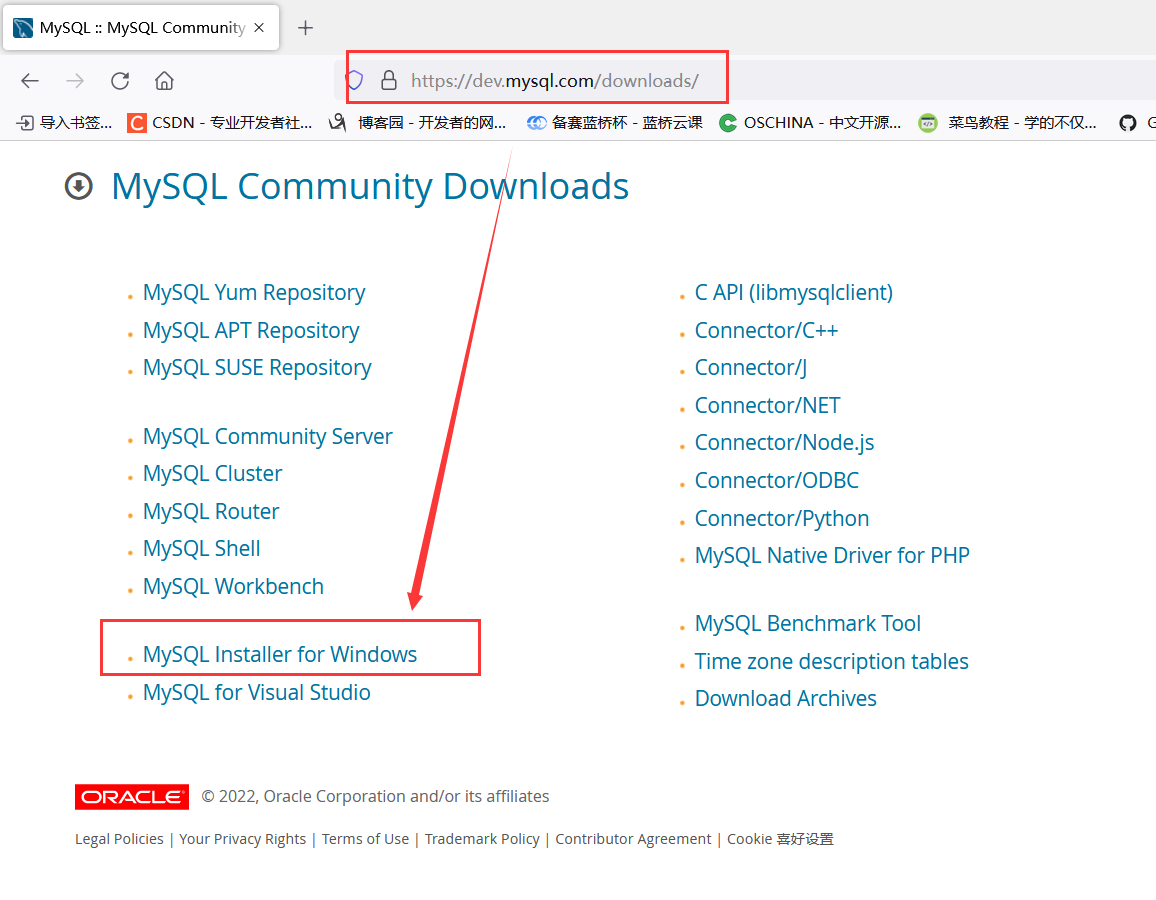 MySQL :: MySQL Community
https://dev.mysql.com/downloads/
导入书签... CSDN - 专业开发者社... 博客园 - 开发者的网... 备赛蓝桥杯 - 蓝桥云课 OSCHINA - 中文开源... 菜鸟教程 - 学的不仅... G
MySQL Community Downloads
MySQL Yum Repository
MySQL APT Repository
MySQL SUSE Repository
MySQL Community Server
MySQL Cluster
MySQL Router
MySQL Shell
MySQL Workbench
MySQL Installer for Windows
MySQL for Visual Studio
C API (libmysqlclient)
Connector/C++
Connector/J
Connector/NET
Connector/Node.js
Connector/ODBC
Connector/Python
MySQL Native Driver for PHP
MySQL Benchmark Tool
Time zone description tables
Download Archives
ORACLE © 2022, Oracle Corporation and/or its affiliates
Legal Policies | Your Privacy Rights | Terms of Use | Trademark Policy | Contributor Agreement | Cookie 喜好设置